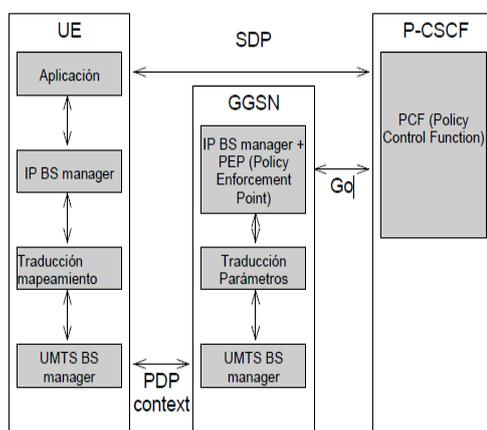 UE
Aplicación
IP BS manager
Traducción
mapeamiento
UMTS BS
manager
SDP
PDP
context
GGSN
IP BS manager +
PEP (Policy
Enforcement
Point)
Traducción
Parámetros
UMTS BS
manager
Go
P-CSCF
PCF (Policy
Control Function)